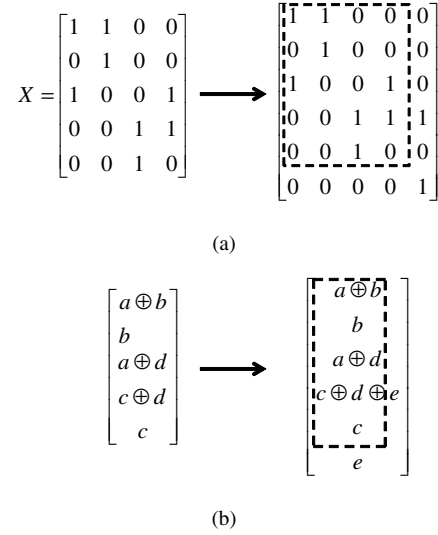 X = [1 1 0 0 → [1 1 0 0 0
0 1 0 0 0 1 0 0 0
1 0 0 1 1 0 0 1 0
0 0 1 1 0 0 1 1 1
0 0 1 0] 0 0 1 0 0
0 0 0 0 1]
(a)
[a ⊕ b → [a ⊕ b
b b
a ⊕ d a ⊕ d
c ⊕ d c ⊕ d ⊕ e
c] c
e]
(b)